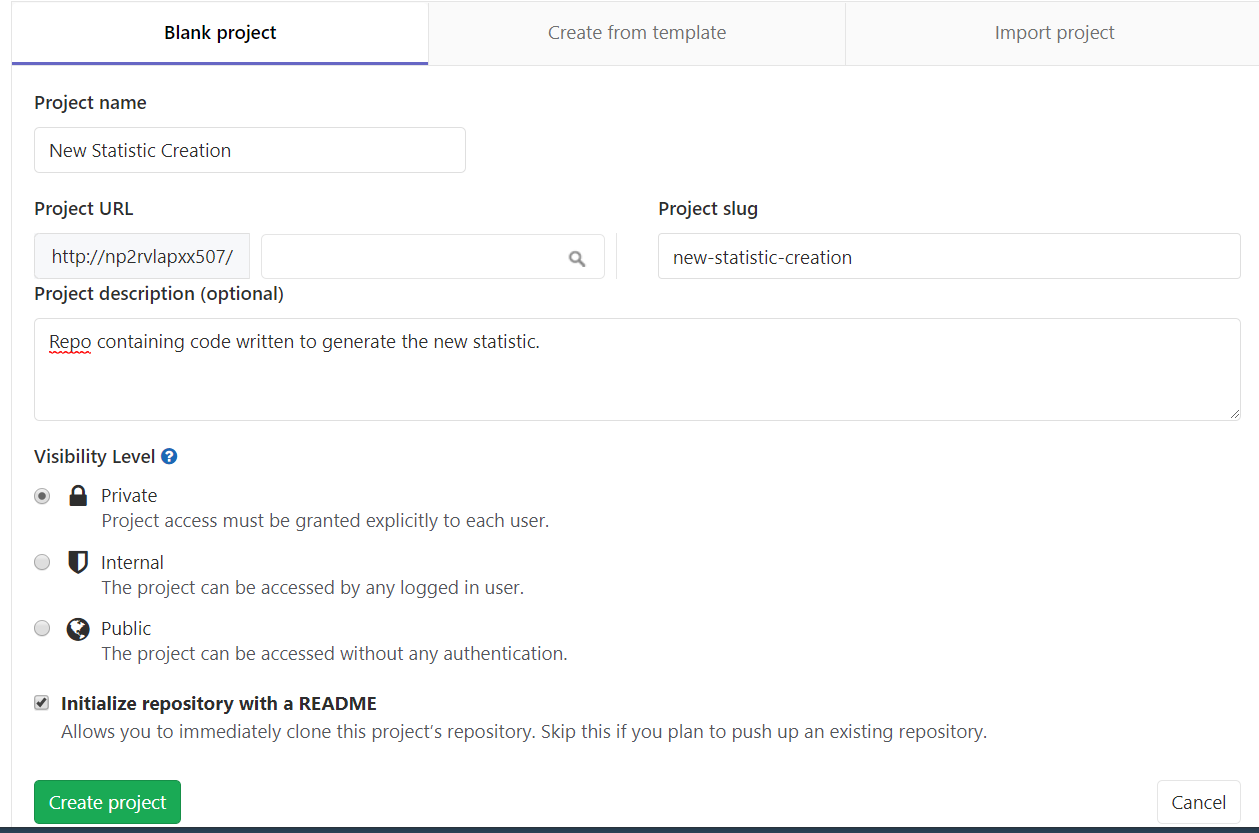 Blank project
Create from template
Import project
Project name
New Statistic Creation
Project URL
Project slug
http://np2rvlapxx507/
new-statistic-creation
Project description (optional)
Repo containing code written to generate the new statistic.
Visibility Level ?
Private
Project access must be granted explicitly to each user.
Internal
The project can be accessed by any logged in user.
Public
The project can be accessed without any authentication.
Initialize repository with a README
Allows you to immediately clone this project’s repository. Skip this if you plan to push up an existing repository.
Create project
Cancel